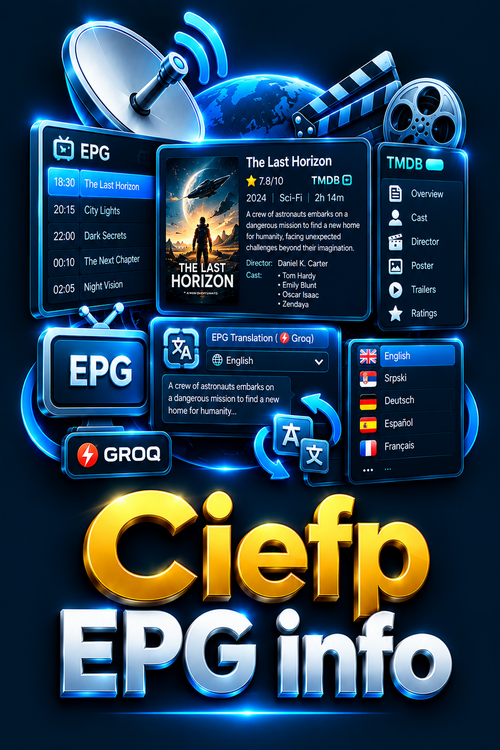 EPG
18:30 The Last Horizon
20:15 City Lights
22:00 Dark Secrets
00:10 The Next Chapter
02:05 Night Vision
THE LAST
HORIZON
The Last Horizon
7.8/10 TMDB
2024 | Sci-Fi | 2h 14m
A crew of astronauts embarks on a
dangerous mission to find a new home
for humanity, facing unexpected
challenges beyond their imagination.
Director: Daniel K. Carter
Cast:
• Tom Hardy
• Emily Blunt
• Oscar Isaac
• Zendaya
TMDB
Overview
Cast
Director
Poster
Trailers
Ratings
EPG
GROQ
文A
EPG Translation ( Groq)
English
A crew of astronauts embarks on
a dangerous mission to find a new
home for humanity...
A
文
English
Srpski
Deutsch
Español
Français
... ...
Ciefp
EPG info